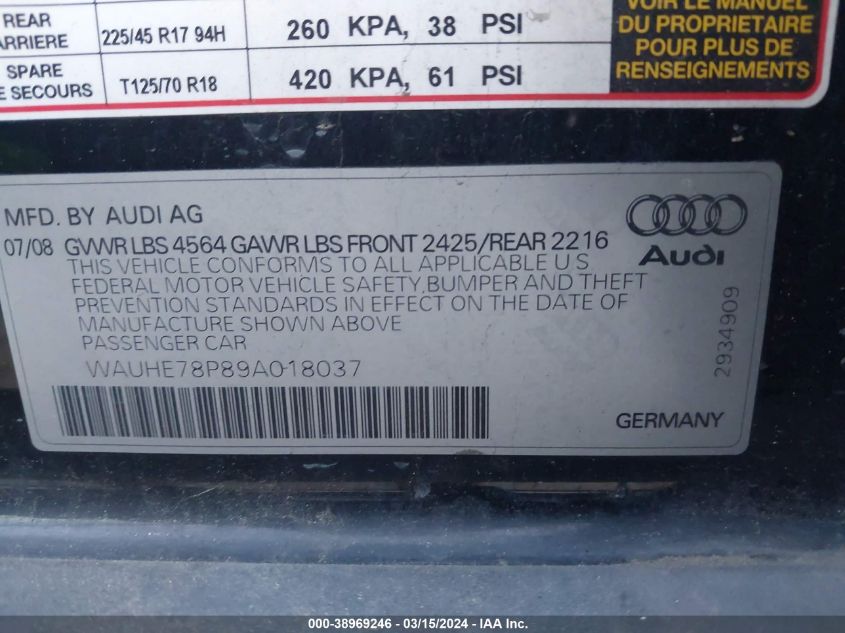 REAR 225/45 R17 94H 260 KPA, 38 PSI
ARRIERE
SPARE T125/70 R18 420 KPA, 61 PSI
E SECOURS
VOIR LE MANUEL
DU PROPRIETAIRE
POUR PLUS DE
RENSEIGNEMENTS
MFD. BY AUDI AG
07/08 GVWR LBS 4564 GAWR LBS FRONT 2425/REAR 2216
THIS VEHICLE CONFORMS TO ALL APPLICABLE U S
FEDERAL MOTOR VEHICLE SAFETY,BUMPER AND THEFT
PREVENTION STANDARDS IN EFFECT ON THE DATE OF
MANUFACTURE SHOWN ABOVE
PASSENGER CAR
WAUHE78P89A018037
Audi
2934909
GERMANY
000-38969246 - 03/15/2024 - IAA Inc.